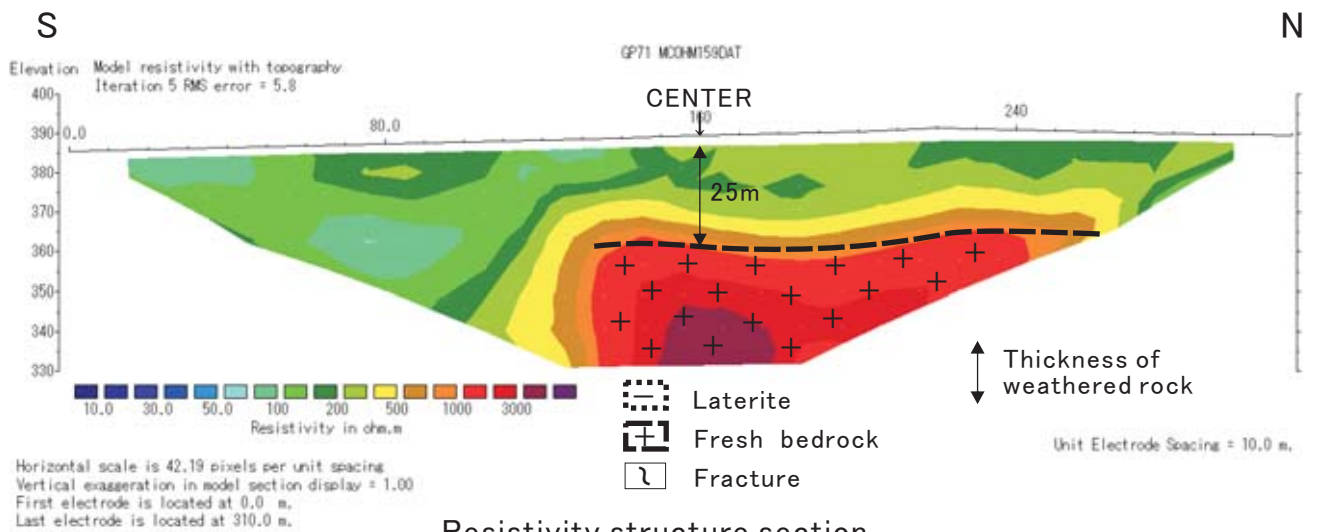 S
N
GP71 MCOHM159DAT
Elevation
Model resistivity with topography
Iteration 5 RMS error = 5.8
CENTER
400
390
380
370
360
350
340
330
0.0
80.0
160
240
25m
10.0 30.0 50.0 100 200 500 1000 3000
Resistivity in ohm.m
Thickness of
weathered rock
Laterite
Fresh bedrock
Fracture
Unit Electrode Spacing = 10.0 m.
Horizontal scale is 42.19 pixels per unit spacing
Vertical exaggeration in model section display = 1.00
First electrode is located at 0.0 m.
Last electrode is located at 310.0 m.
Resistivity structure section